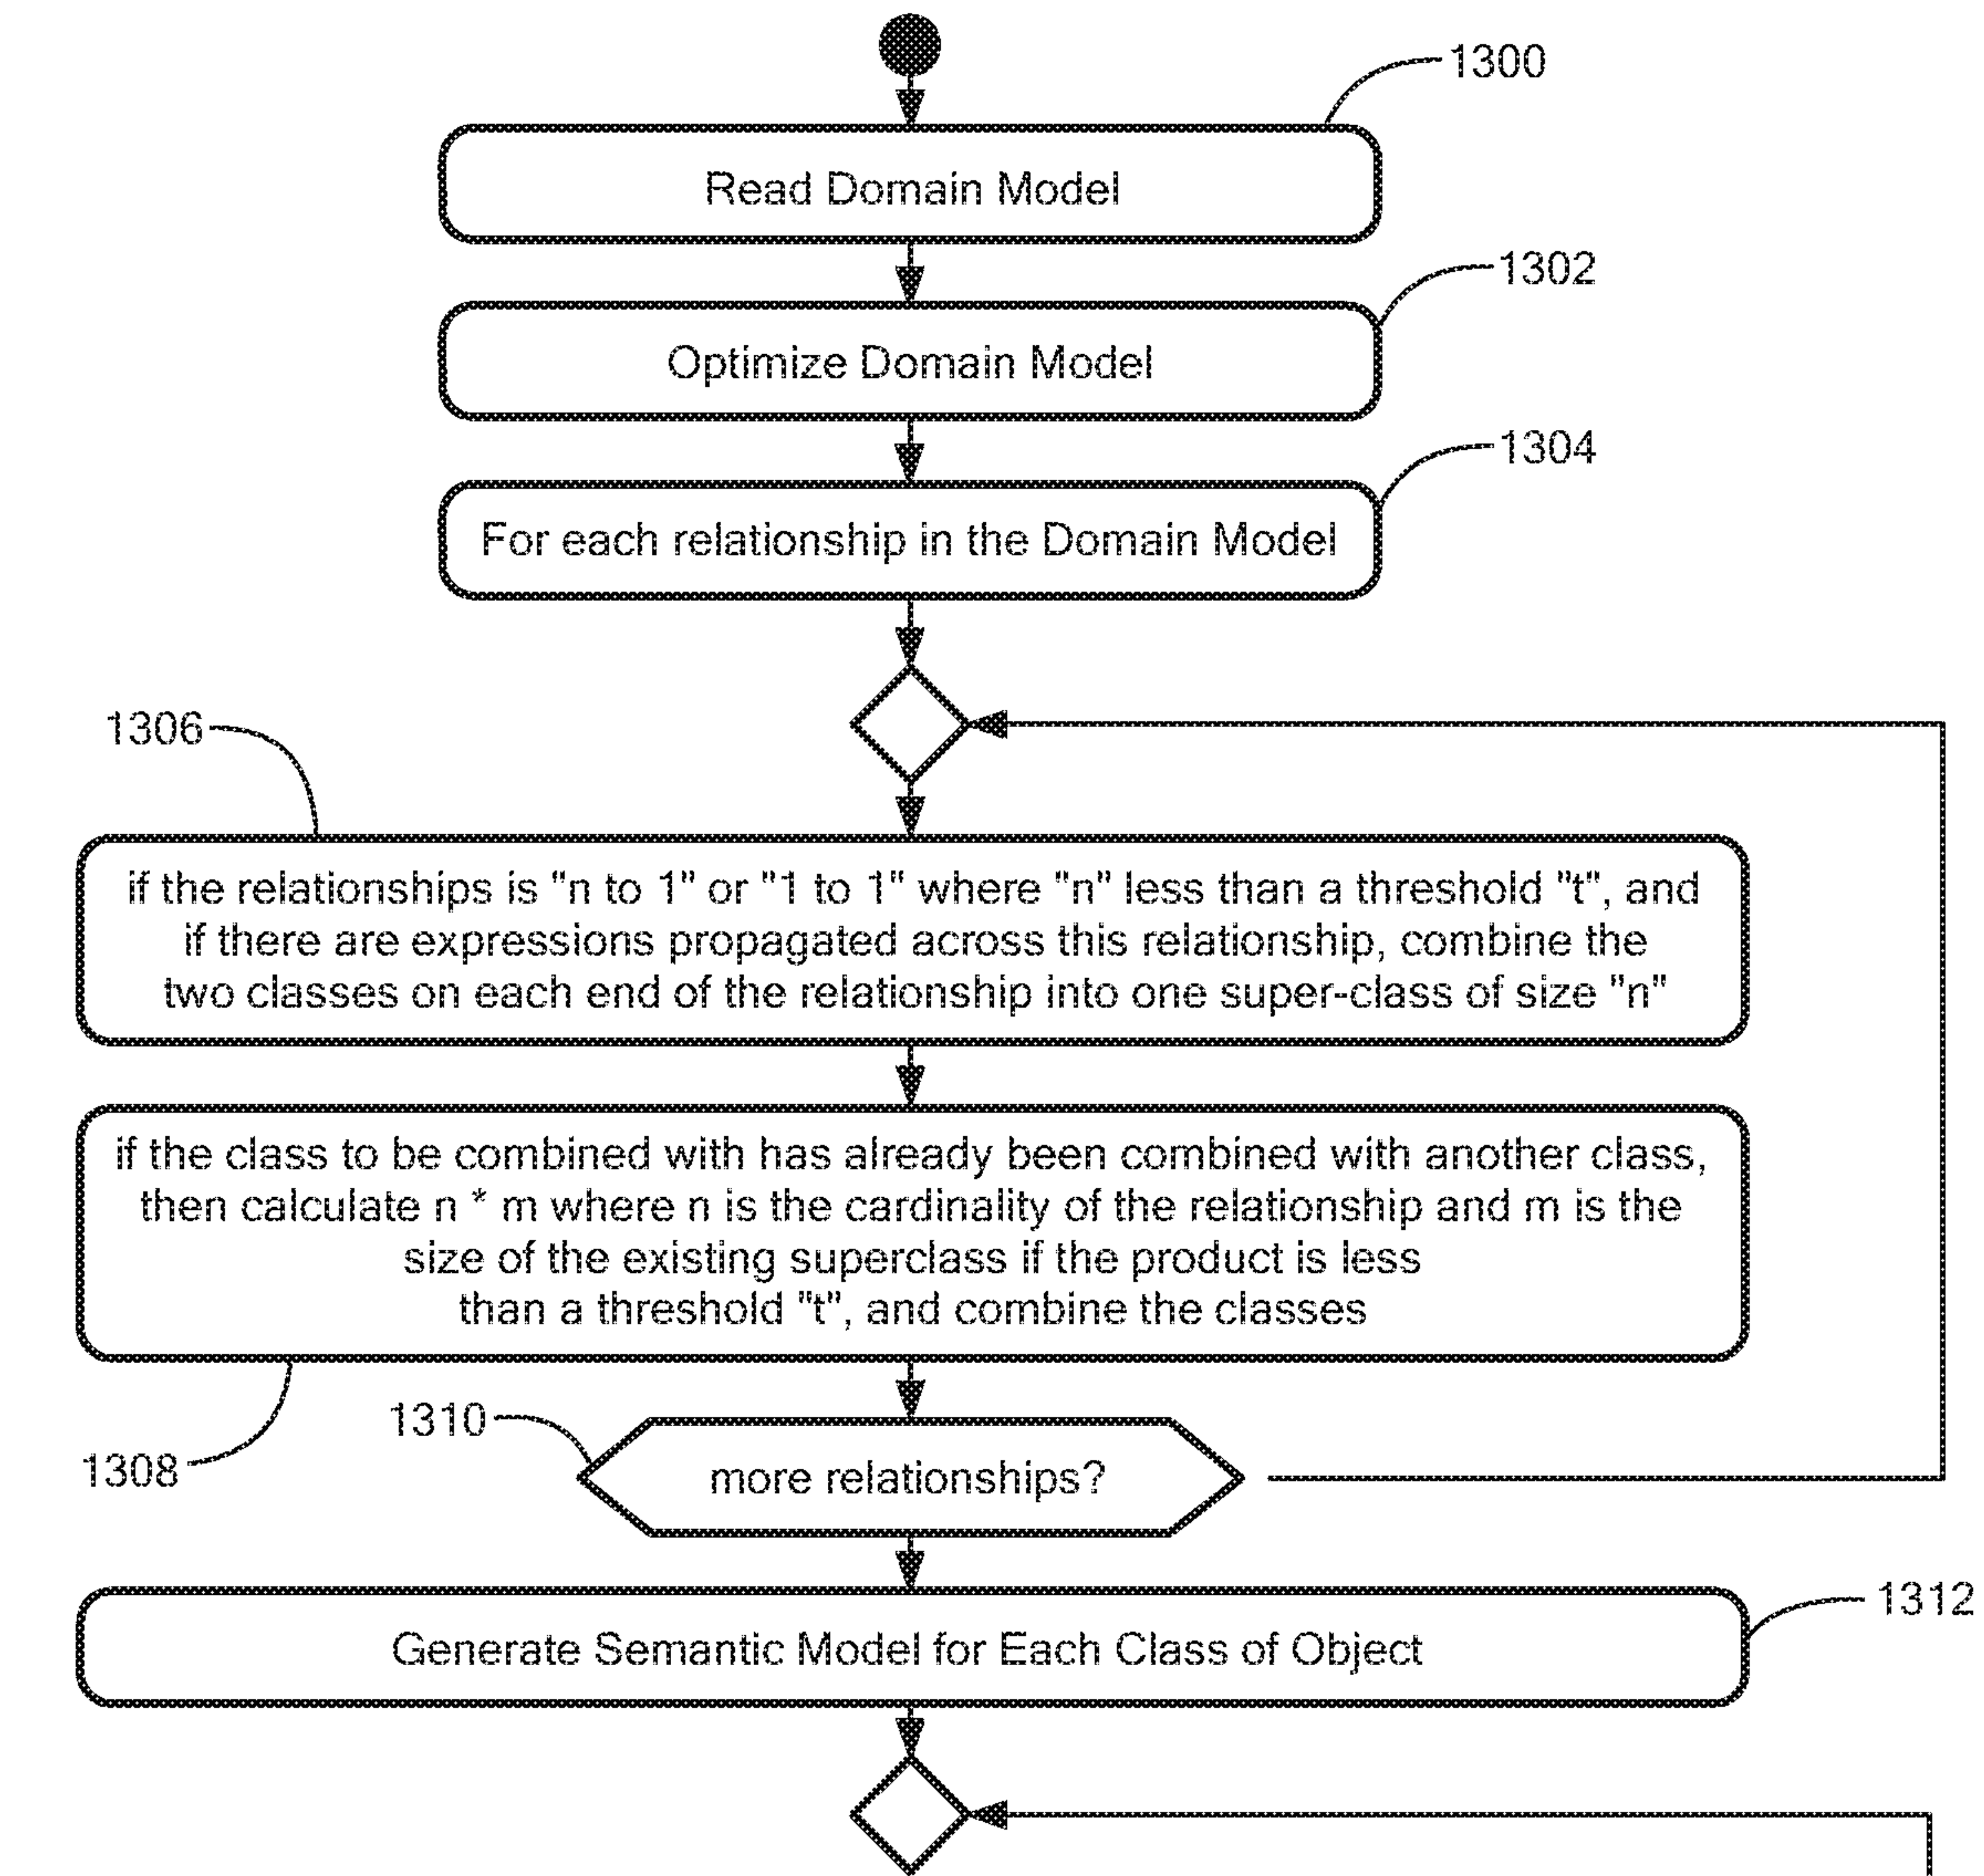 1300
Read Domain Model
1302
Optimize Domain Model
1304
For each relationship in the Domain Model
1306
if the relationships is "n to 1" or "1 to 1" where "n" less than a threshold "t", and
if there are expressions propagated across this relationship, combine the
two classes on each end of the relationship into one super-class of size "n"
if the class to be combined with has already been combined with another class,
then calculate n * m where n is the cardinality of the relationship and m is the
size of the existing superclass if the product is less
than a threshold "t", and combine the classes
1310
1308
more relationships?
1312
Generate Semantic Model for Each Class of Object